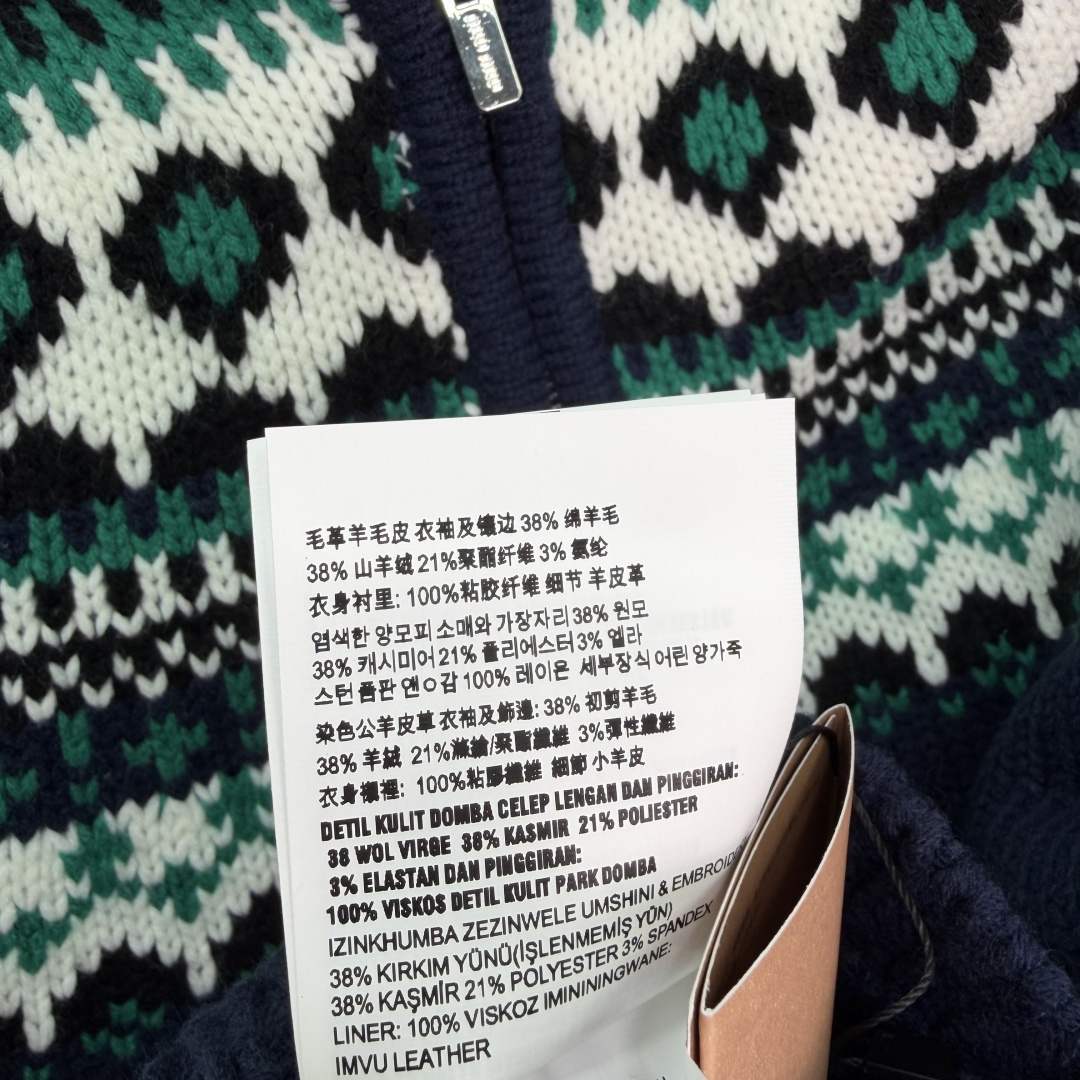 毛革羊毛皮 衣袖及镶边 38% 绵羊毛
38% 山羊绒 21%聚酯纤维 3% 氨纶
衣身衬里: 100%粘胶纤维 细节 羊皮革
염색한 양모피 소매와 가장자리 38% 원모
38% 캐시미어 21% 폴리에스터 3% 엘라
스턴 품판 앤ㅇ감 100% 레이온 세부장식 어린 양가죽
染色公羊皮草 衣袖及飾邊: 38% 初剪羊毛
38% 羊絨 21%滌綸/聚酯纖維 3%彈性纖維
衣身襯裡: 100%粘膠纖維 細節 小羊皮
DETIL KULIT DOMBA CELEP LENGAN DAN PINGGIRAN:
38 WOL VIRGE 38% KASMIR 21% POLIESTER
3% ELASTAN DAN PINGGIRAN:
100% VISKOS DETIL KULIT PARK DOMBA
IZINKHUMBA ZEZINWELE UMSHINI & EMBROID
38% KIRKIM YÜNÜ(İŞLENMEMİŞ YÜN)
38% KAŞMİR 21% POLYESTER 3% SPANDEX
LINER: 100% VISKOZ IMINININGWANE:
IMVU LEATHER